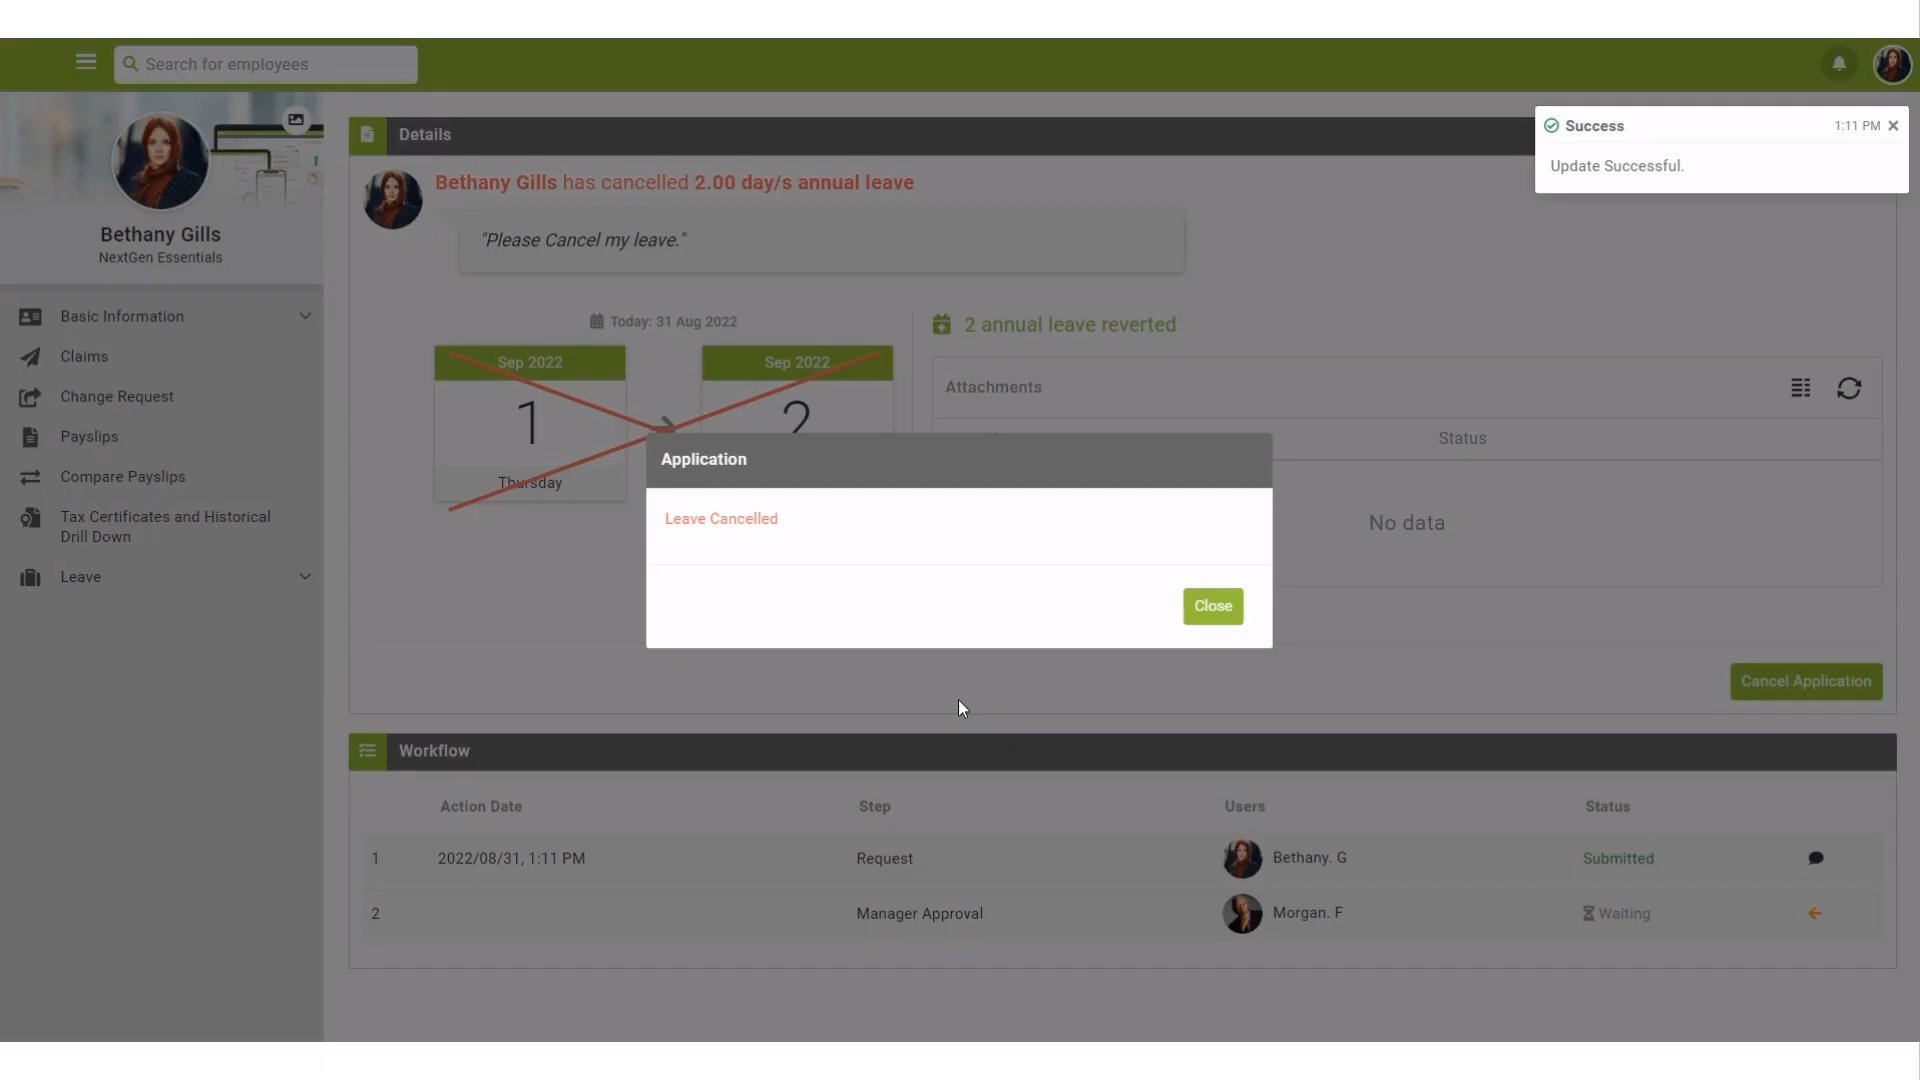 Search for employees
Success
1:11 PM
Update Successful.
Details
Bethany Gills has cancelled 2.00 day/s annual leave
"Please Cancel my leave."
Bethany Gills
NextGen Essentials
Basic Information
Claims
Change Request
Payslips
Compare Payslips
Tax Certificates and Historical
Drill Down
Leave
Today: 31 Aug 2022
Sep 2022
1
Thursday
Sep 2022
2
2 annual leave reverted
Attachments
Status
No data
Application
Leave Cancelled
Close
Cancel Application
Workflow
Action Date Step Users Status
1 2022/08/31, 1:11 PM Request Bethany. G Submitted
2 Manager Approval Morgan. F Waiting